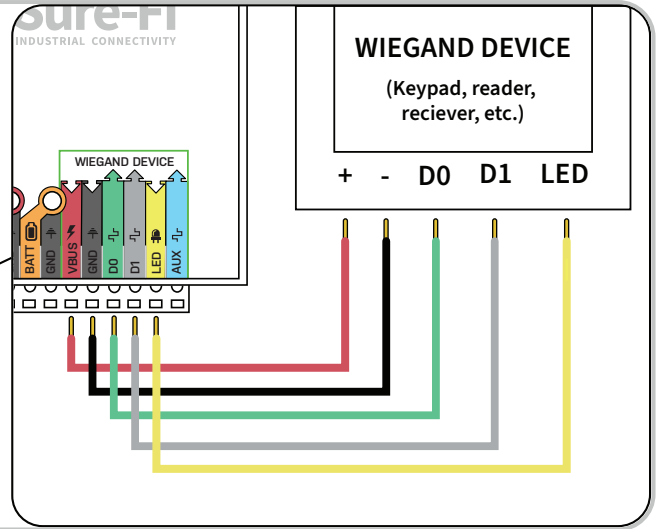 Sure-Fi
INDUSTRIAL CONNECTIVITY
WIEGAND DEVICE
(Keypad, reader,
reciever, etc.)
+ - D0 D1 LED
WIEGAND DEVICE
BATT
GND
VBUS
GND
D0
D1
LED
AUX